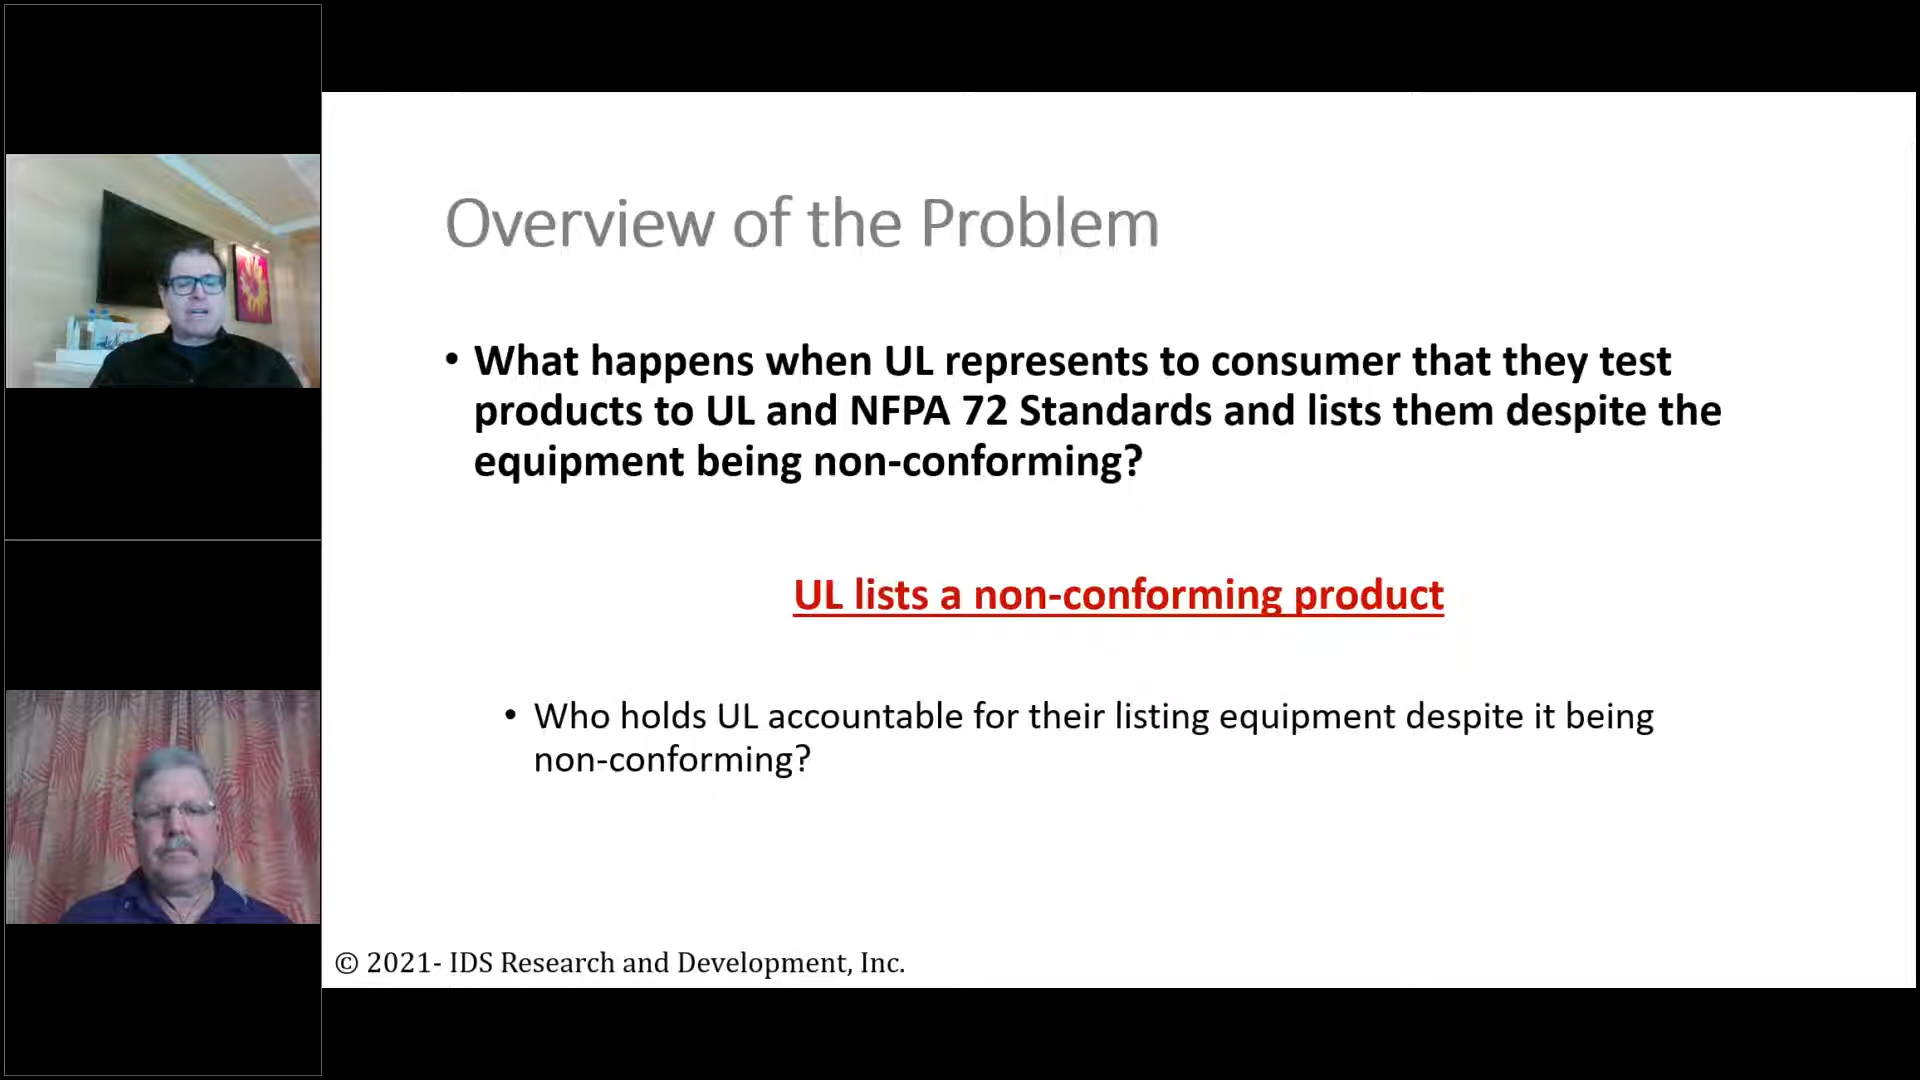 Overview of the Problem
• What happens when UL represents to consumer that they test
products to UL and NFPA 72 Standards and lists them despite the
equipment being non-conforming?
UL lists a non-conforming product
• Who holds UL accountable for their listing equipment despite it being
non-conforming?
© 2021- IDS Research and Development, Inc.